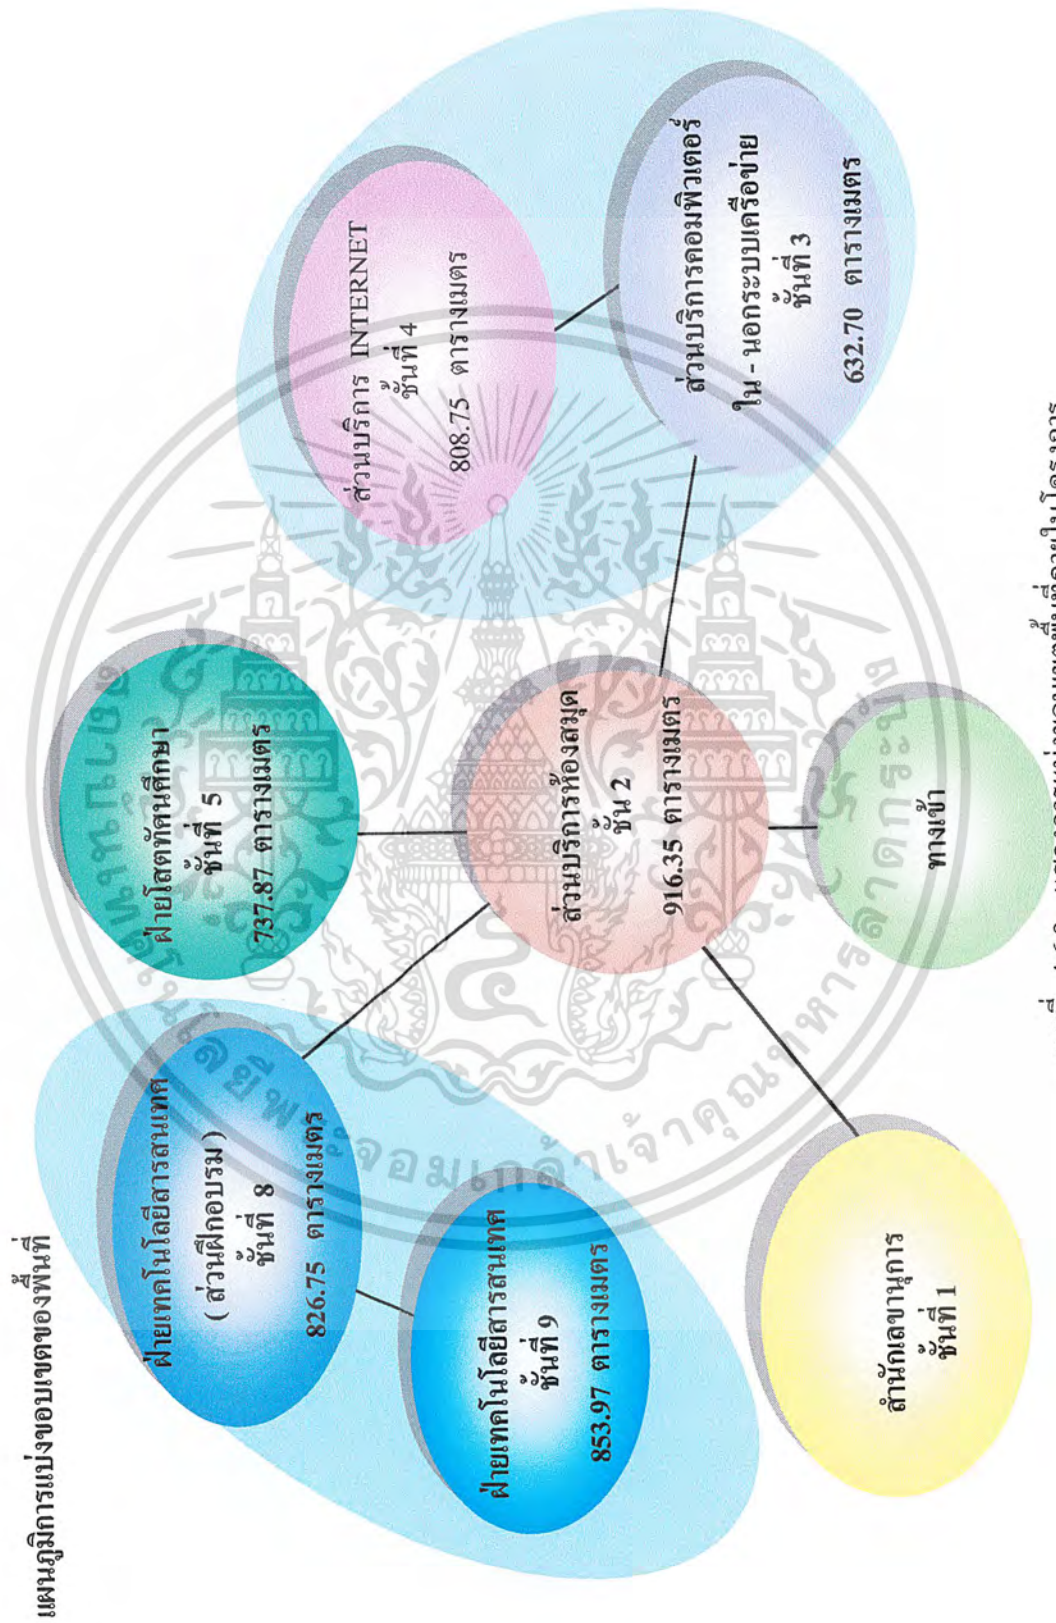 แผนภูมิการแบ่งขอบเขตของพื้นที่
ฝ่ายเทคโนโลยีสารสนเทศ
( ส่วนฝึกอบรม )
ชั้นที่ 8
826.75 ตารางเมตร
ฝ่ายโสตทัศนศึกษา
ชั้นที่ 5
737.87 ตารางเมตร
ส่วนบริการ INTERNET
ชั้นที่ 4
808.75 ตารางเมตร
ฝ่ายเทคโนโลยีสารสนเทศ
ชั้นที่ 9
853.97 ตารางเมตร
ส่วนบริการห้องสมุด
ชั้น 2
916.35 ตารางเมตร
ส่วนบริการคอมพิวเตอร์
ใน - นอกระบบเครือข่าย
ชั้นที่ 3
632.70 ตารางเมตร
สำนักเลขานุการ
ชั้นที่ 1
ทางเข้า